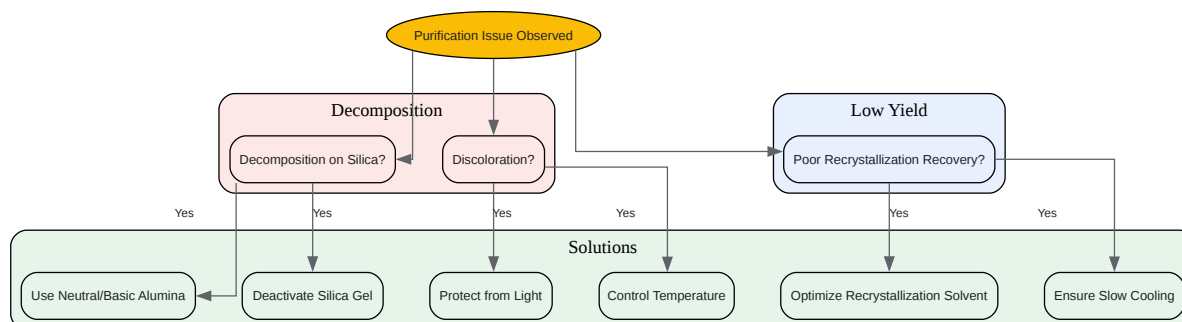 Purification Issue Observed
Decomposition
Low Yield
Decomposition on Silica?
Discoloration?
Poor Recrystallization Recovery?
Yes
Yes
Yes
Yes
Yes
Yes
Solutions
Use Neutral/Basic Alumina
Deactivate Silica Gel
Protect from Light
Control Temperature
Optimize Recrystallization Solvent
Ensure Slow Cooling